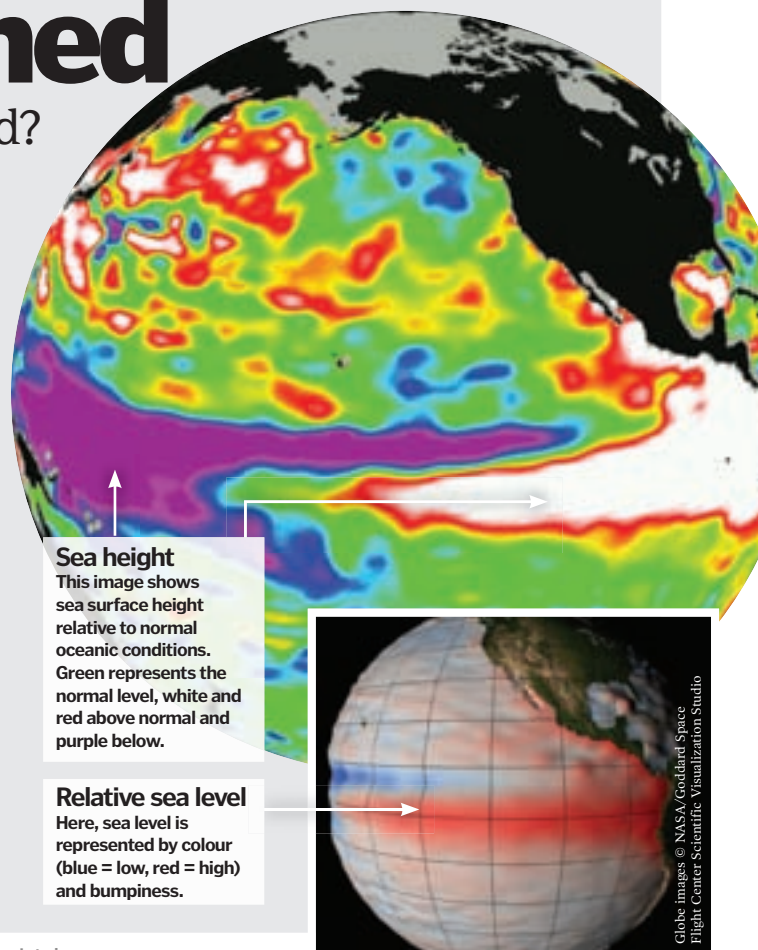 ned
d?
Sea height
This image shows
sea surface height
relative to normal
oceanic conditions.
Green represents the
normal level, white and
red above normal and
purple below.
Relative sea level
Here, sea level is
represented by colour
(blue = low, red = high)
and bumpiness.
Globe images © NASA/Goddard Space
Flight Center Scientific Visualization Studio